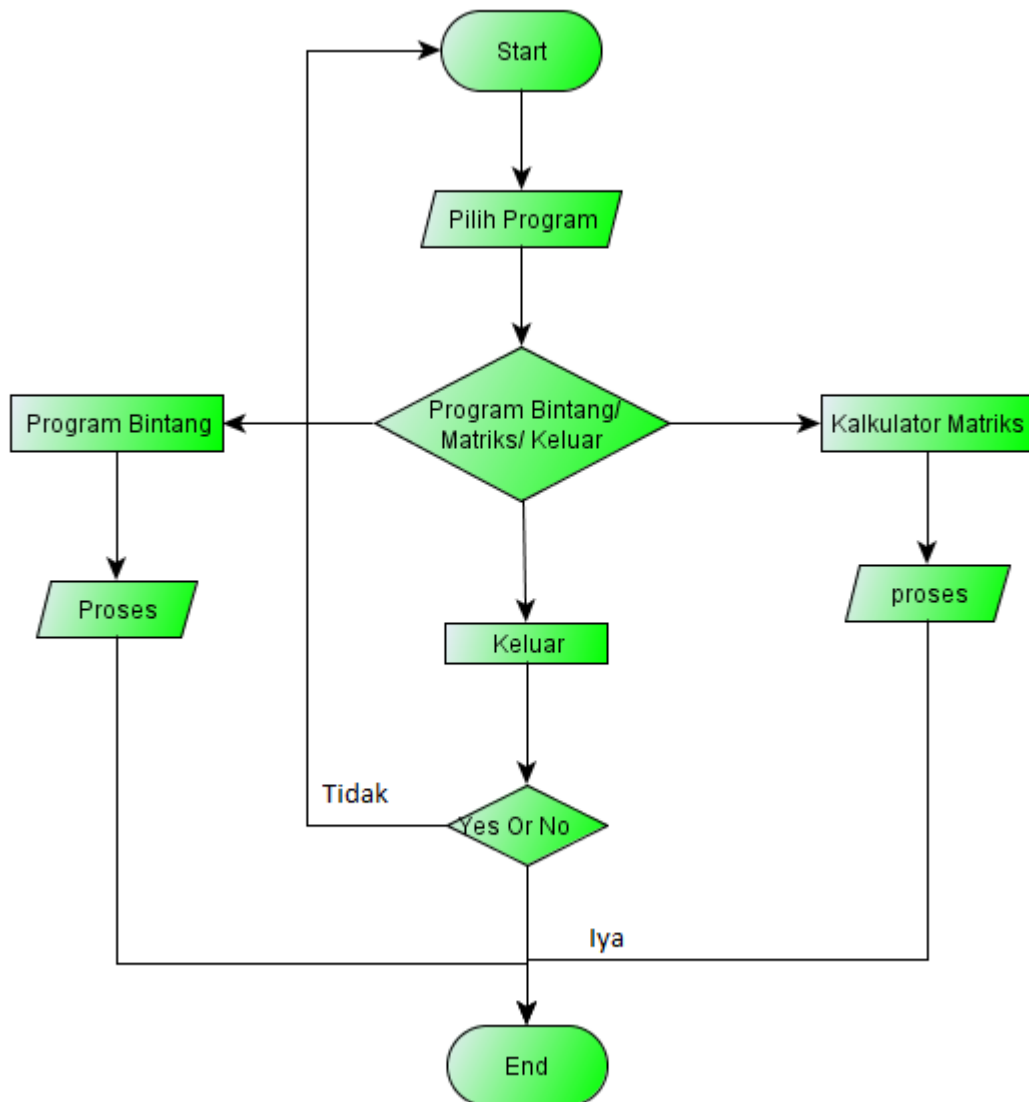 Start
Pilih Program
Program Bintang/
Matriks/ Keluar
Program Bintang
Kalkulator Matriks
Proses
proses
Keluar
Tidak
Yes Or No
Iya
End